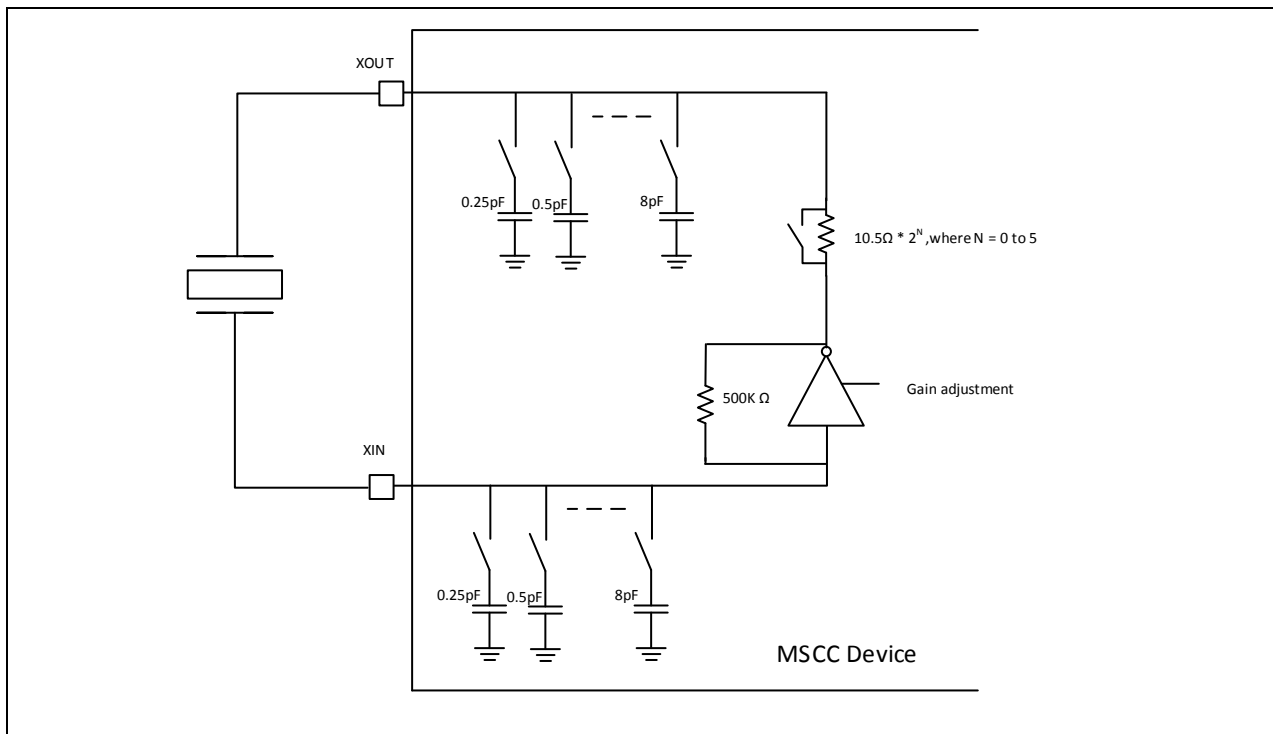 XOUT
0.25pF
0.5pF
8pF
10.5Ω * 2^N ,where N = 0 to 5
500K Ω
Gain adjustment
XIN
0.25pF
0.5pF
8pF
MSCC Device